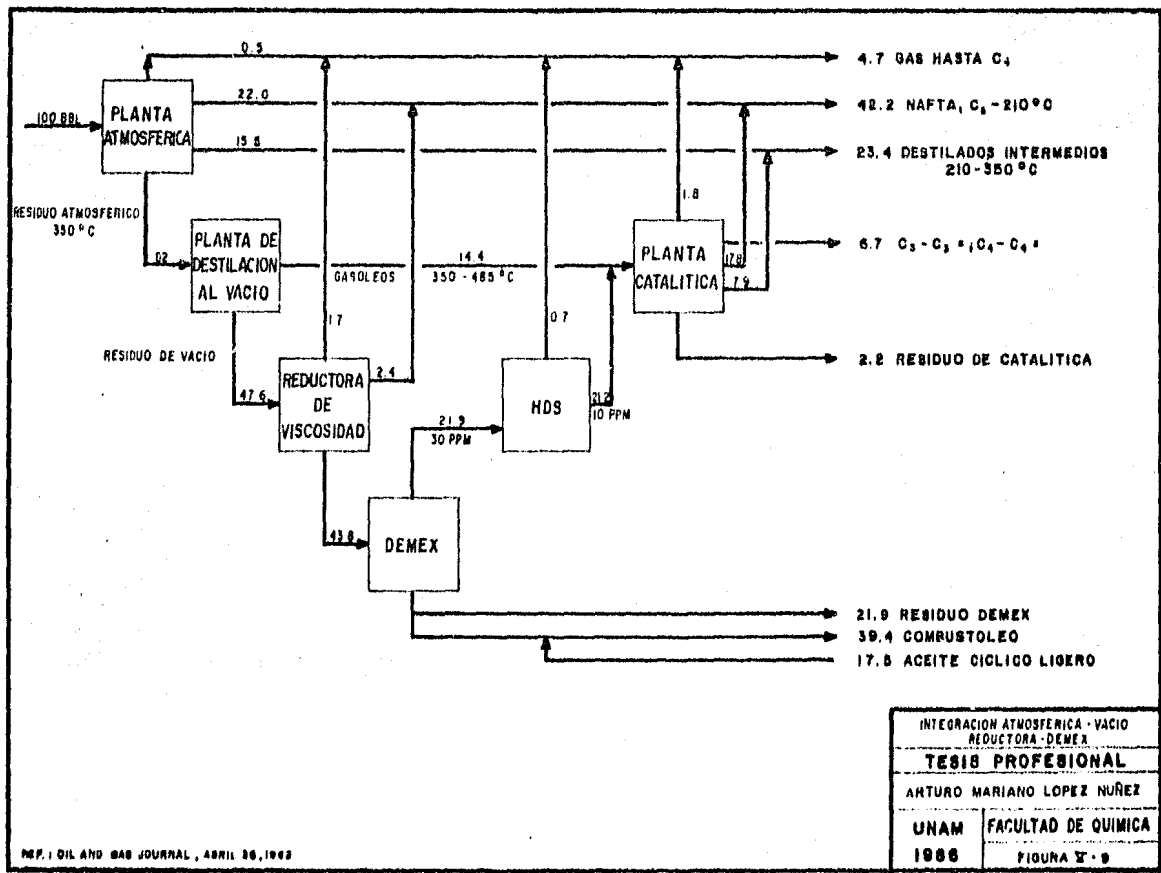 0.5
4.7 GAS HASTA C₄
22.0
42.2 NAFTA, C₅-210°C
100 BBL
PLANTA
ATMOSFERICA
15.5
23.4 DESTILADOS INTERMEDIOS
210-350°C
1.8
RESIDUO ATMOSFERICO
350°C
62
PLANTA DE
DESTILACION
AL VACIO
14.4
GASOLEOS 350-485°C
PLANTA
CATALITICA
17.8
7.9
6.7 C₃-C₃=, C₄-C₄=
1.7
0.7
RESIDUO DE VACIO
47.6
REDUCTORA
DE
VISCOSIDAD
2.4
2.2 RESIDUO DE CATALITICA
HDS
21.2
10 PPM
21.9
30 PPM
43.8
DEMEX
21.9 RESIDUO DEMEX
39.4 COMBUSTOLEO
17.5 ACEITE CICLICO LIGERO
INTEGRACION ATMOSFERICA-VACIO
REDUCTORA-DEMEX
TESIS PROFESIONAL
ARTURO MARIANO LOPEZ NUÑEZ
UNAM
1986
FACULTAD DE QUIMICA
FIGURA V-9
REF.: OIL AND GAS JOURNAL, ABRIL 26,